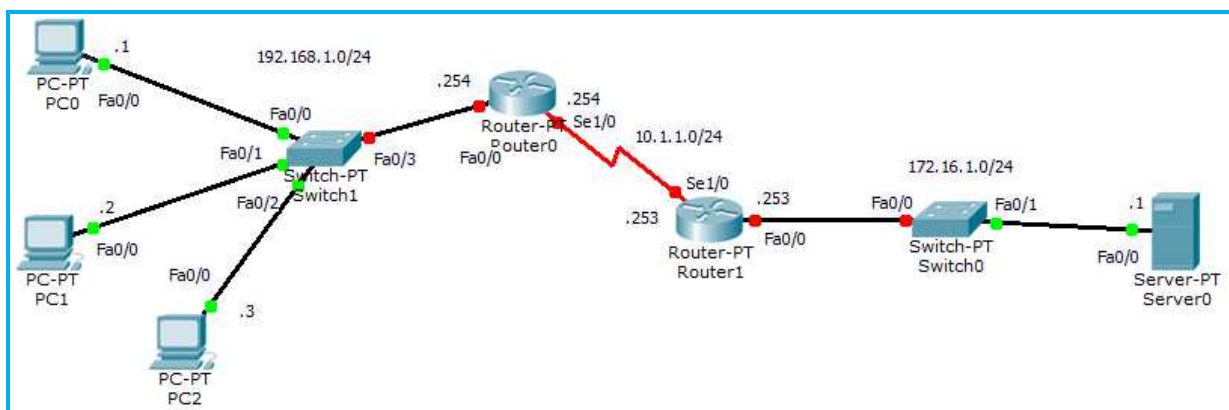 .1
PC-PT
PC0
Fa0/0
192.168.1.0/24
Fa0/0
Fa0/1
Fa0/2
Fa0/3
Switch-PT
Switch1
.2
Fa0/0
PC-PT
PC1
Fa0/0
.3
PC-PT
PC2
.254
Fa0/0
Router-PT
Router0
.254
Se1/0
10.1.1.0/24
Se1/0
.253
Router-PT
Router1
.253
Fa0/0
172.16.1.0/24
Fa0/0
Fa0/1
Switch-PT
Switch0
.1
Fa0/0
Server-PT
Server0